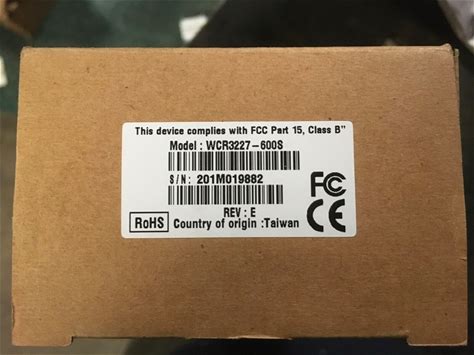 This device complies with FCC Part 15, Class B"
Model : WCR3227-600S
S/N: 201M019882
FC
CE
REV : E
RoHS
Country of origin :Taiwan